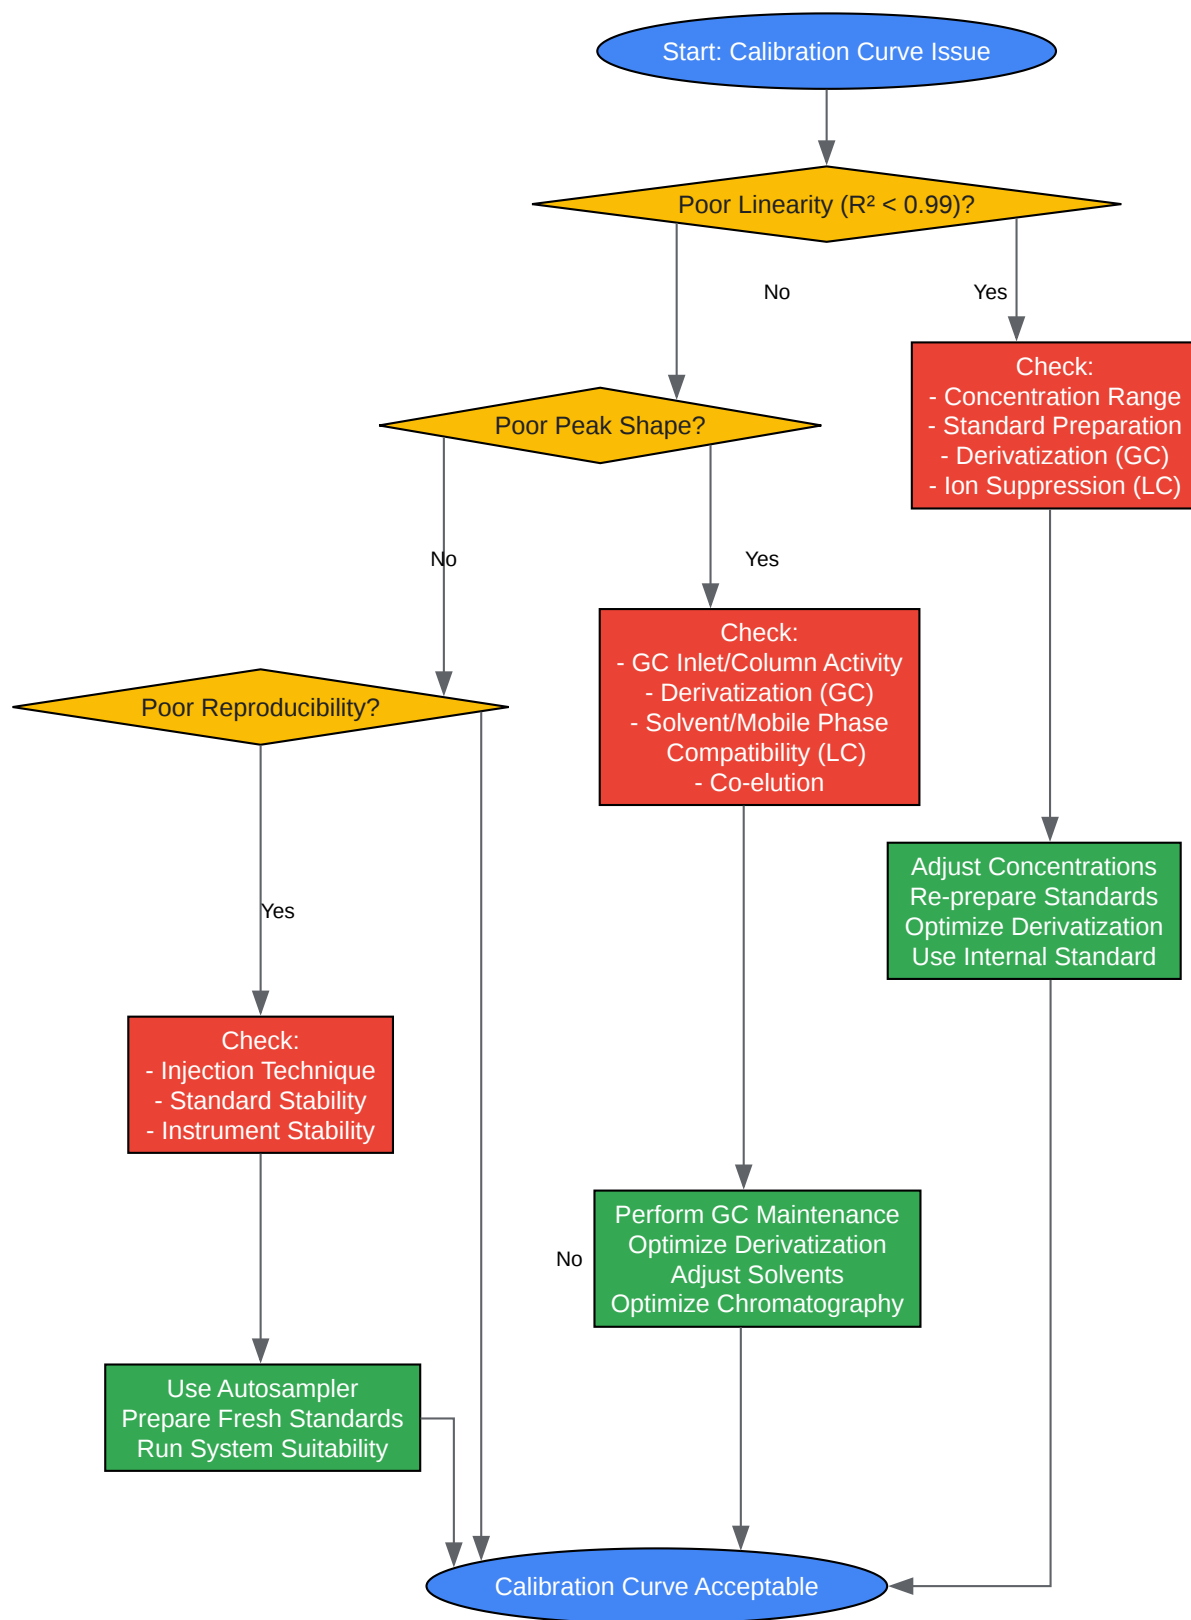 Start: Calibration Curve Issue
Poor Linearity (R² < 0.99)?
No
Yes
Check:
- Concentration Range
- Standard Preparation
- Derivatization (GC)
- Ion Suppression (LC)
Poor Peak Shape?
No
Yes
Check:
- GC Inlet/Column Activity
- Derivatization (GC)
- Solvent/Mobile Phase
Compatibility (LC)
- Co-elution
Poor Reproducibility?
Adjust Concentrations
Re-prepare Standards
Optimize Derivatization
Use Internal Standard
Yes
Check:
- Injection Technique
- Standard Stability
- Instrument Stability
No
Perform GC Maintenance
Optimize Derivatization
Adjust Solvents
Optimize Chromatography
Use Autosampler
Prepare Fresh Standards
Run System Suitability
Calibration Curve Acceptable